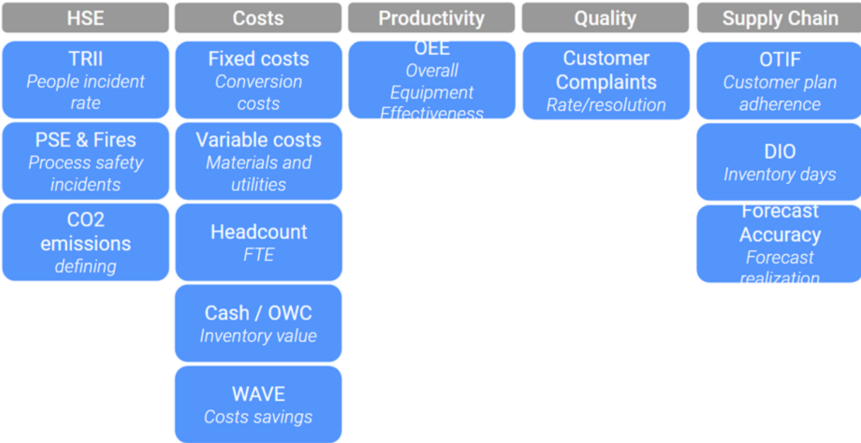 HSE
TRII
People incident
rate
PSE & Fires
Process safety
incidents
CO2
emissions
defining
Costs
Fixed costs
Conversion
costs
Variable costs
Materials and
utilities
Headcount
FTE
Cash / OWC
Inventory value
WAVE
Costs savings
Productivity
OEE
Overall
Equipment
Effectiveness
Quality
Customer
Complaints
Rate/resolution
Supply Chain
OTIF
Customer plan
adherence
DIO
Inventory days
Forecast
Accuracy
Forecast
realization